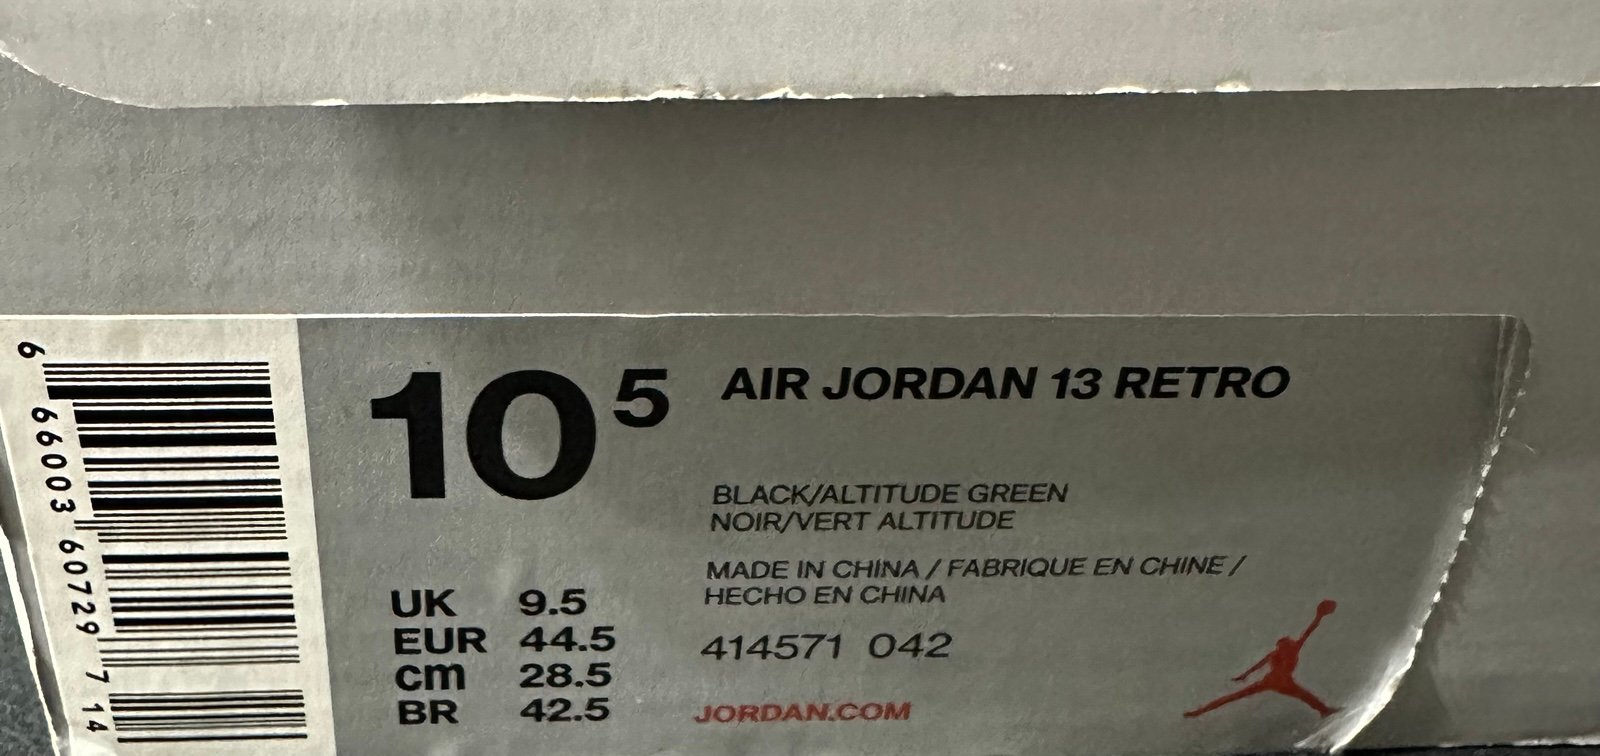 6 66003 60729 7 14
10 5
AIR JORDAN 13 RETRO
BLACK/ALTITUDE GREEN
NOIR/VERT ALTITUDE
MADE IN CHINA / FABRIQUE EN CHINE /
HECHO EN CHINA
UK 9.5
EUR 44.5
cm 28.5
BR 42.5
414571 042
JORDAN.COM